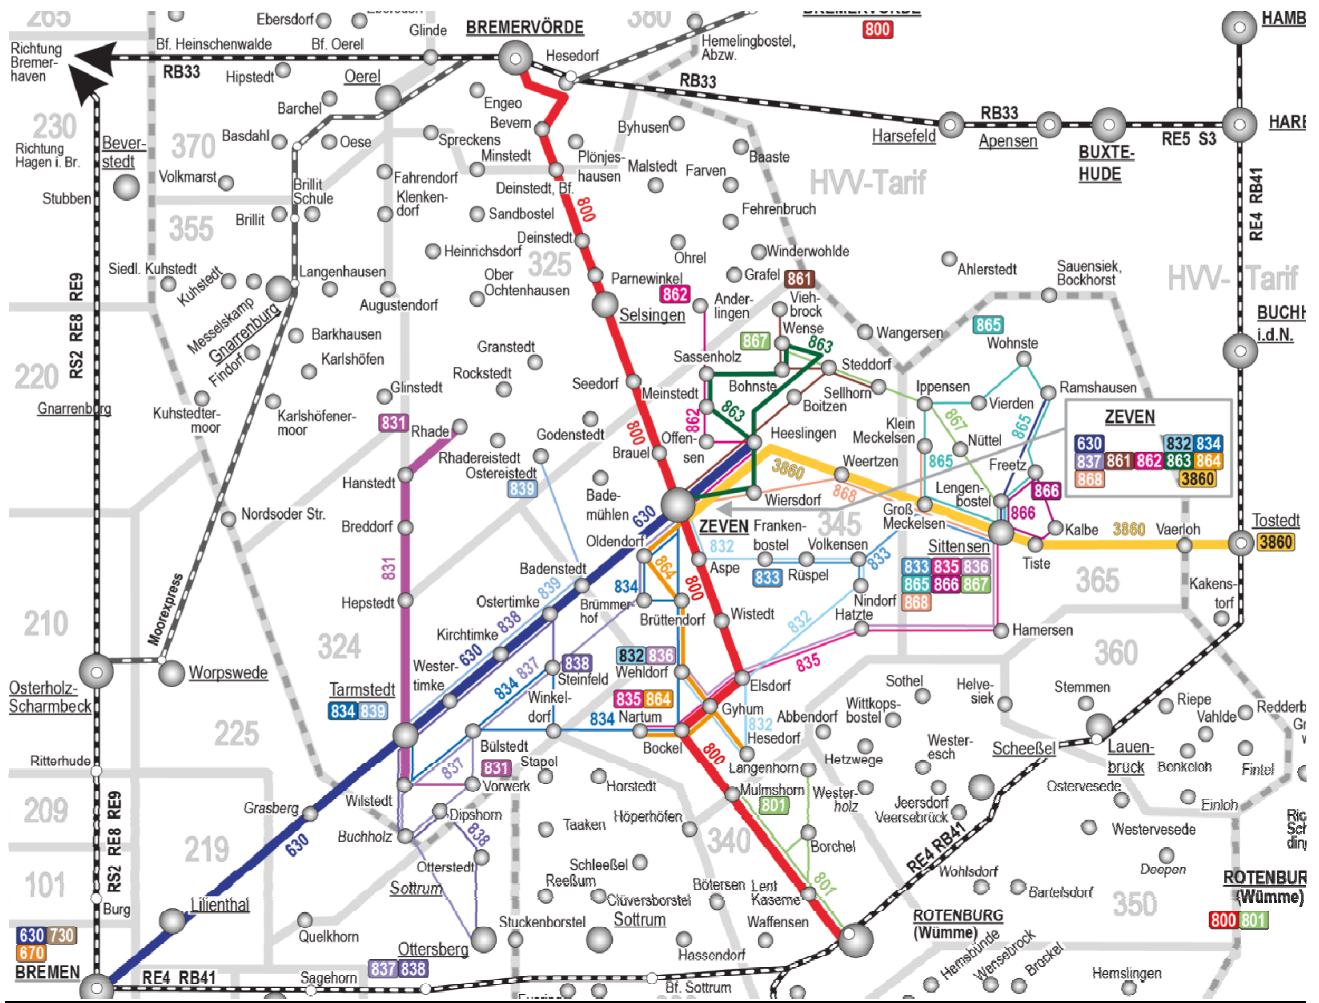 265
380
BREMERVÖRDE
800
HAMB
Ebersdorf
Glinde
BREMERVÖRDE
Richtung
Bremer-
haven
Bf. Heinschenwalde
Bf. Oerel
Hesedorf
Hemelingbostel,
Abzw.
RB33
Hipstedt
Oerel
RB33
Barchel
Engeo
230
Richtung
Hagen i. Br.
Bever-
stedt
370
Basdahl
Oese
Bevern
Spreckens
Byhusen
RB33
Harsefeld
Apensen
BUXTE-
HUDE
RE5 S3
HARB
Minstedt
Plönjes-
hausen
Malstedt
Baaste
Farven
Volkmarst
Fahrendorf
Deinstedt, Bf.
HVV-Tarif
Stubben
Brillit
Schule
Klenken-
dorf
Sandbostel
800
Fehrenbruch
Brillit
355
Deinstedt
RE4 RB41
Heinrichsdorf
325
Ohrel
Winderwohlde
Siedl. Kuhstedt
Langenhausen
Ober
Ochtenhausen
Parnewinkel
Grafel
861
Ahlerstedt
Sauensiek,
Bockhorst
HVV-Tarif
Kuhstedt
862
Ander-
lingen
Vieh-
brock
Augustendorf
Selsingen
Messelskamp
Gnarrenburg
RS2 RE8 RE9
Barkhausen
Wense
863
867
Wangersen
865
Wohnste
BUCHH
i.d.N.
Findorf
Karlshöfen
Granstedt
Sassenholz
Steddorf
220
Rockstedt
Seedorf
Meinstedt
Bohnste
Sellhorn
Ippensen
Ramshausen
Glinstedt
Boitzen
Vierden
Gnarrenburg
Kuhstedter-
moor
Karlshöfener-
moor
831
Rhade
862
863
867
865
ZEVEN
Godenstedt
800
Offen-
sen
Heeslingen
Klein
Meckelsen
Nüttel
630
832 834
837 861 862 863 864
868
3860
Rhadereistedt
Ostereistedt
Brauel
3860
Weertzen
865
Freetz
Hanstedt
839
Bade-
mühlen
Wiersdorf
868
Lengen-
bostel
866
866
Nordsoder Str.
630
ZEVEN
Franken-
bostel
345
Groß
Meckelsen
Kalbe
3860
Vaerloh
Tostedt
3860
Breddorf
Oldendorf
832
Volkensen
Sittensen
Tiste
Badenstedt
864
Aspe
833
Rüspel
833
833 835 836
865 866 867
868
365
831
839
834
800
Kakens-
torf
Hepstedt
Ostertimke
Brümmer-
hof
Nindorf
Moorexpress
838
Brüttendorf
Wistedt
Hatzte
210
324
Kirchtimke
832
Hamersen
630
832 836
835
360
Worpswede
Wester-
timke
837
838
Steinfeld
Wehldorf
Osterholz-
Scharmbeck
Tarmstedt
834 839
834
Winkel-
dorf
835 864
Elsdorf
Sothel
Helve-
siek
Stemmen
Riepe
Gyhum
Wittkops-
bostel
Vahlde
Redderb
225
834
Nartum
832
Abbendorf
Bockel
Hesedorf
Bülstedt
Stapel
Wester-
esch
Scheeßel
Lauen-
brück
Ritterhude
837
831
800
Langenhorn
Hetzwege
Benkeloh
Fintel
Vorwerk
Horstedt
Mulmshorn
Wester-
holz
Ostervesede
Wilstedt
801
Jeersdorf
Veersebrück
Einloh
209
Grasberg
Dipshorn
Höperhöfen
RS2 RE8 RE9
630
Buchholz
838
Taaken
340
RE4 RB41
Westervesede
219
Borchel
Otterstedt
Schleeßel
Deepen
101
Sottrum
Reeßum
Bötersen
Lent
Kaserne
801
Wohlsdorf
Bartelsdorf
ROTENBUR
(Wümme)
Lilienthal
Clüversborstel
350
Burg
Stuckenborstel
Sottrum
Waffensen
ROTENBURG
(Wümme)
800 801
630 730
670
BREMEN
Quelkhorn
Ottersberg
Hassendorf
Hemsbünde
Wensebrock
Brockel
837 838
RE4 RB41
Sagehorn
Bf. Sottrum
Hemslingen